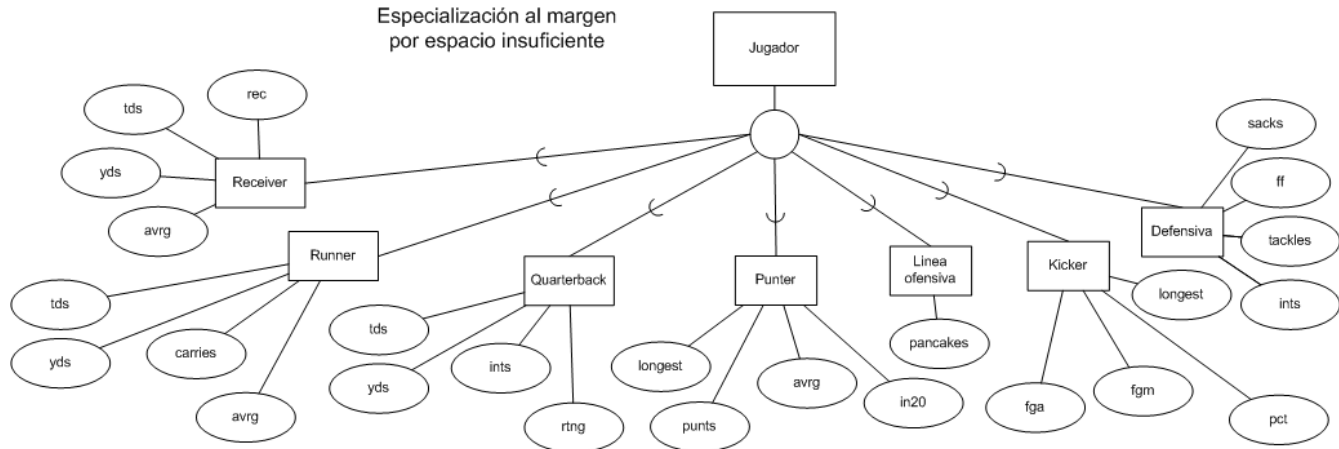 Especialización al margen
por espacio insuficiente
Jugador
rec
tds
yds
Receiver
avrg
sacks
ff
Defensiva
tackles
ints
Runner
tds
yds
carries
avrg
Quarterback
tds
yds
ints
rtng
Punter
longest
punts
avrg
in20
Linea
ofensiva
pancakes
Kicker
longest
fga
fgm
pct